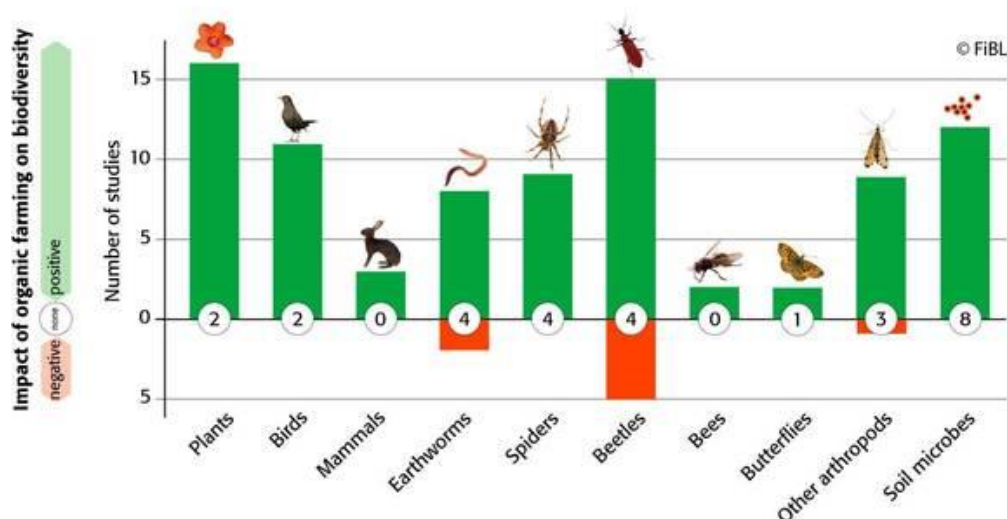 © FiBL
Impact of organic farming on biodiversity
negative
none
positive
Number of studies
15
10
5
0
5
2
2
0
4
4
4
0
1
3
8
Plants
Birds
Mammals
Earthworms
Spiders
Beetles
Bees
Butterflies
Other arthropods
Soil microbes